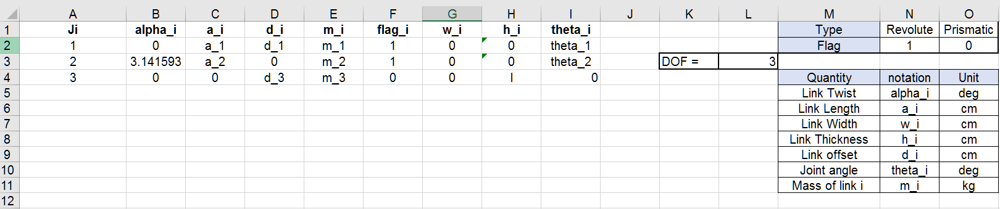 A B C D E F G H I J K L M N O
1 Ji alpha_i a_i d_i m_i flag_i w_i h_i theta_i Type Revolute Prismatic
2 1 0 a_1 d_1 m_1 1 0 0 theta_1 Flag 1 0
3 2 3.141593 a_2 0 m_2 1 0 0 theta_2 DOF = 3
4 3 0 0 d_3 m_3 0 0 l 0 Quantity notation Unit
5 Link Twist alpha_i deg
6 Link Length a_i cm
7 Link Width w_i cm
8 Link Thickness h_i cm
9 Link offset d_i cm
10 Joint angle theta_i deg
11 Mass of link i m_i kg
12